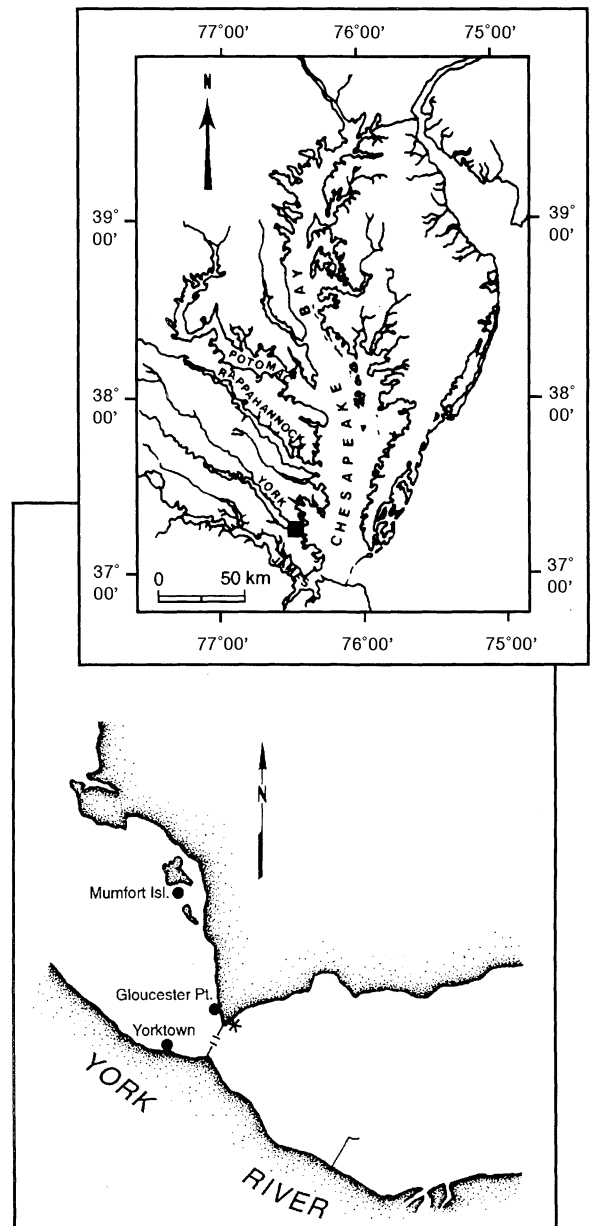 77°00' 76°00' 75°00'
N
39°
00'
39°
00'
BAY
POTOMAC
RAPPAHANNOCK
38°
00'
38°
00'
CHESAPEAKE
YORK
JAMES
37°
00'
37°
00'
0 50 km
77°00' 76°00' 75°00'
N
Mumfort Isl.
Gloucester Pt.
Yorktown
YORK
RIVER